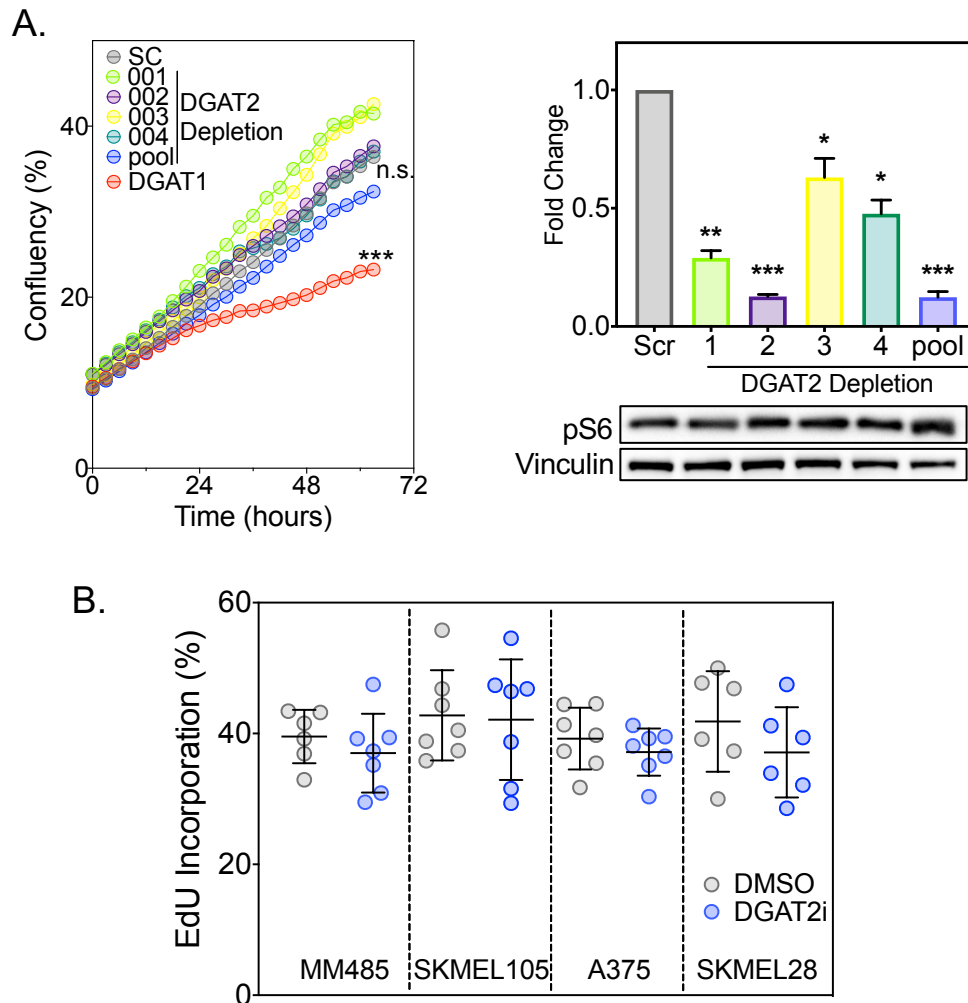 A.
SC
001
002
003
004
pool
DGAT1
DGAT2
Depletion
n.s.
***
Confluency (%)
40
20
0
0 24 48 72
Time (hours)
Fold Change
1.0
0.5
0.0
**
***
*
*
***
Scr 1 2 3 4 pool
DGAT2 Depletion
pS6
Vinculin
B.
EdU Incorporation (%)
60
40
20
0
DMSO
DGAT2i
MM485 SKMEL105 A375 SKMEL28